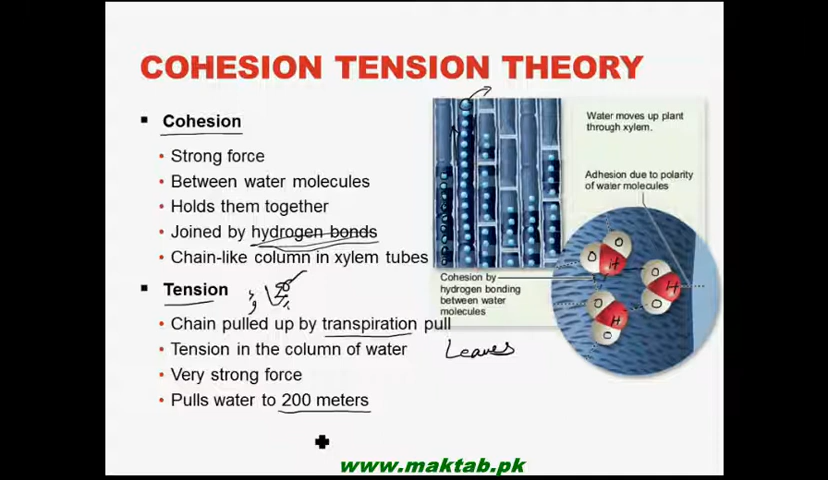 COHESION TENSION THEORY
▪ Cohesion
• Strong force
• Between water molecules
• Holds them together
• Joined by hydrogen bonds
• Chain-like column in xylem tubes
▪ Tension
• Chain pulled up by transpiration pull
• Tension in the column of water
Leaves
• Very strong force
• Pulls water to 200 meters
Water moves up plant
through xylem.
Adhesion due to polarity
of water molecules
Cohesion by
hydrogen bonding
between water
molecules
O
O
H
O
H
O
O
H
O
www.maktab.pk